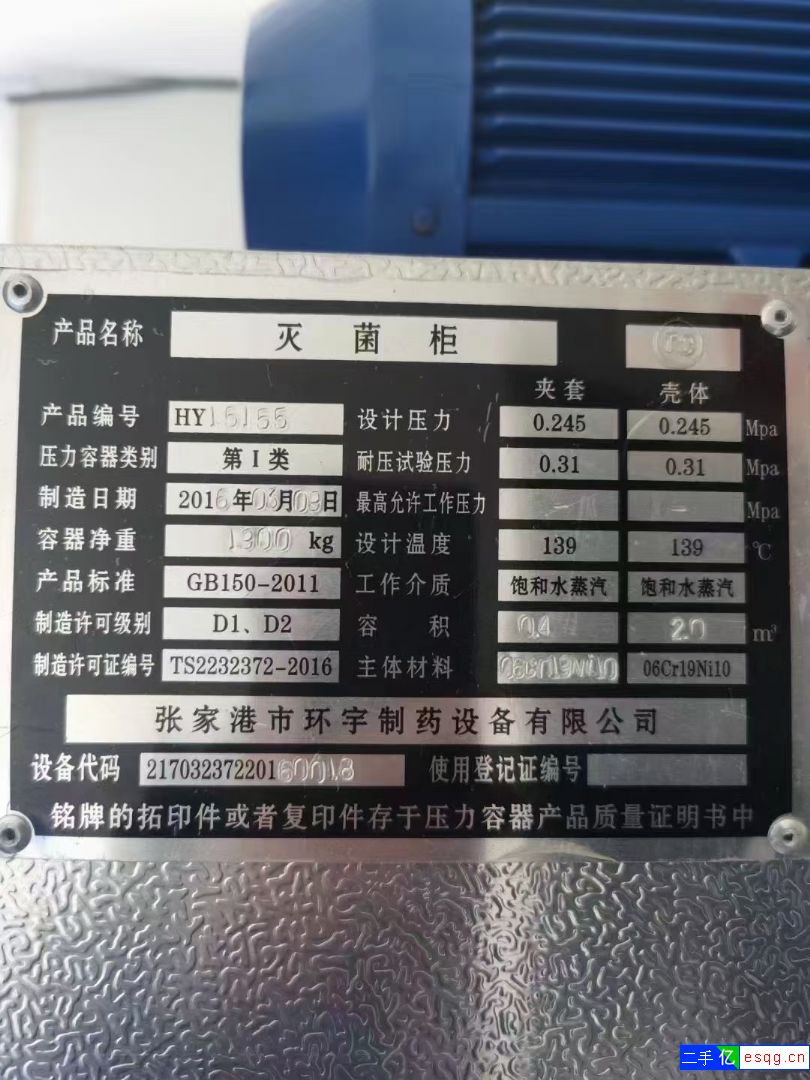 产品名称 灭菌柜
夹套 壳体
产品编号 HY15155 设计压力 0.245 0.245 Mpa
压力容器类别 第I类 耐压试验压力 0.31 0.31 Mpa
制造日期 2016年03月09日 最高允许工作压力 - - Mpa
容器净重 1300 kg 设计温度 139 139 ℃
产品标准 GB150-2011 工作介质 饱和水蒸汽 饱和水蒸汽
制造许可级别 D1、D2 容积 0.4 2.0 m³
制造许可证编号 TS2232372-2016 主体材料 06Cr19Ni10
张家港市环宇制药设备有限公司
设备代码 21703237220160018 使用登记证编号
铭牌的拓印件或者复印件存于压力容器产品质量证明书中
二手亿 esqg.cn